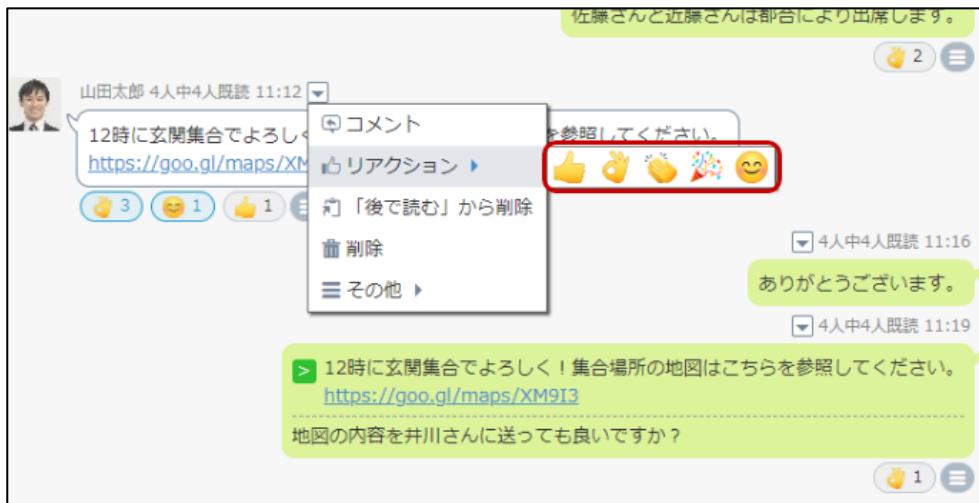 佐藤さんと近藤さんは都合により出席します。
2
山田太郎 4人中4人既読 11:12
12時に玄関集合でよろしく
を参照してください。
https://goo.gl/maps/XM
コメント
リアクション
「後で読む」から削除
削除
その他
3
1
1
4人中4人既読 11:16
ありがとうございます。
4人中4人既読 11:19
> 12時に玄関集合でよろしく！集合場所の地図はこちらを参照してください。
https://goo.gl/maps/XM9I3
地図の内容を井川さんに送っても良いですか？
1